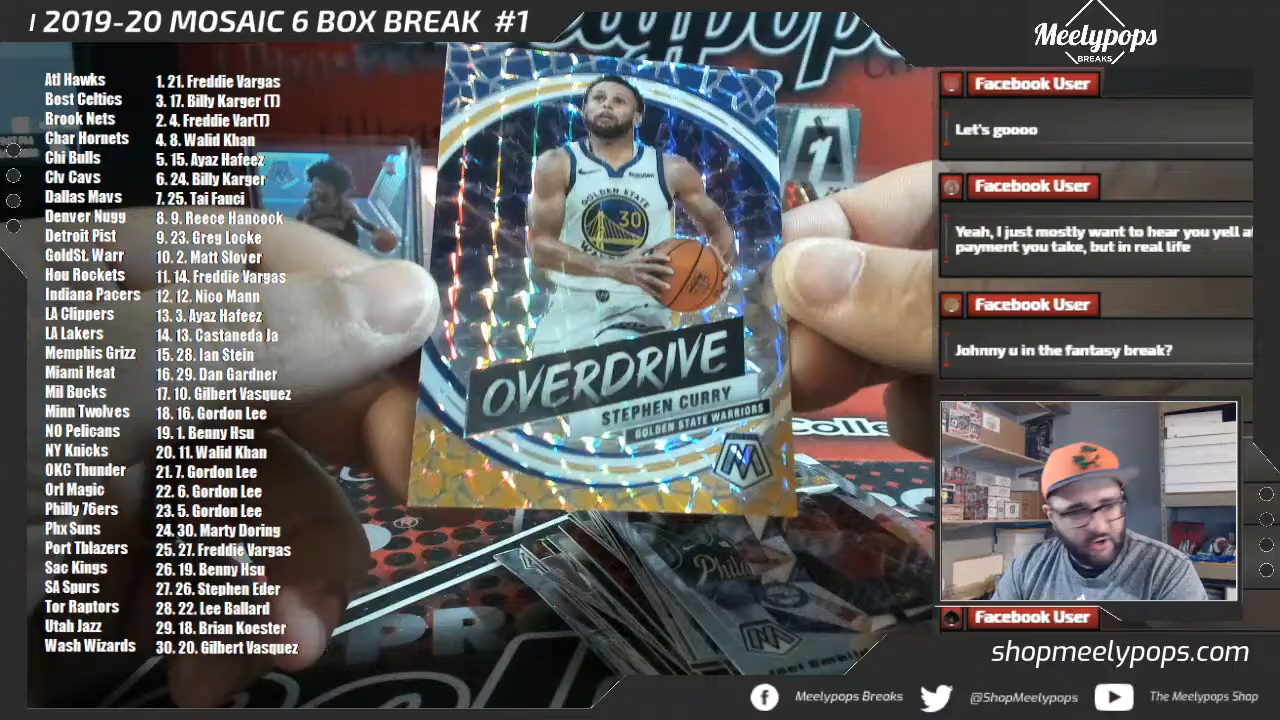 2019-20 MOSAIC 6 BOX BREAK #1
Meelypops
BREAKS
Atl Hawks 1. 21. Freddie Vargas
Bost Celtics 3. 17. Billy Karger (T)
Brook Nets 2. 4. Freddie Var(T)
Char Hornets 4. 8. Walid Khan
Chi Bulls 5. 15. Ayaz Hafeez
Clv Cavs 6. 24. Billy Karger
Dallas Mavs 7. 25. Tai Fauci
Denver Nugg 8. 9. Reece Hancock
Detroit Pist 9. 23. Greg Locke
GoldSt. Warr 10. 2. Matt Slover
Hou Rockets 11. 14. Freddie Vargas
Indiana Pacers 12. 12. Nico Mann
LA Clippers 13. 3. Ayaz Hafeez
LA Lakers 14. 13. Castaneda Ja
Memphis Grizz 15. 28. Ian Stein
Miami Heat 16. 29. Dan Gardner
Mil Bucks 17. 10. Gilbert Vasquez
Minn Twolves 18. 16. Gordon Lee
NO Pelicans 19. 1. Benny Hsu
NY Knicks 20. 11. Walid Khan
OKC Thunder 21. 7. Gordon Lee
Orl Magic 22. 6. Gordon Lee
Philly 76ers 23. 5. Gordon Lee
Phx Suns 24. 30. Marty Doring
Port Tblazers 25. 27. Freddie Vargas
Sac Kings 26. 19. Benny Hsu
SA Spurs 27. 26. Stephen Eder
Tor Raptors 28. 22. Lee Ballard
Utah Jazz 29. 18. Brian Koester
Wash Wizards 30. 20. Gilbert Vasquez
Rakuten
GOLDEN STATE
30
OVERDRIVE
STEPHEN CURRY
GOLDEN STATE WARRIORS
M
1
Colle
Phila
PR
Joel Embiid
Facebook User
Let's goooo
Facebook User
Yeah, I just mostly want to hear you yell a
payment you take, but in real life
Facebook User
Johnny u in the fantasy break?
Facebook User
shopmeelypops.com
Meelypops Breaks
@ShopMeelypops
The Meelypops Shop